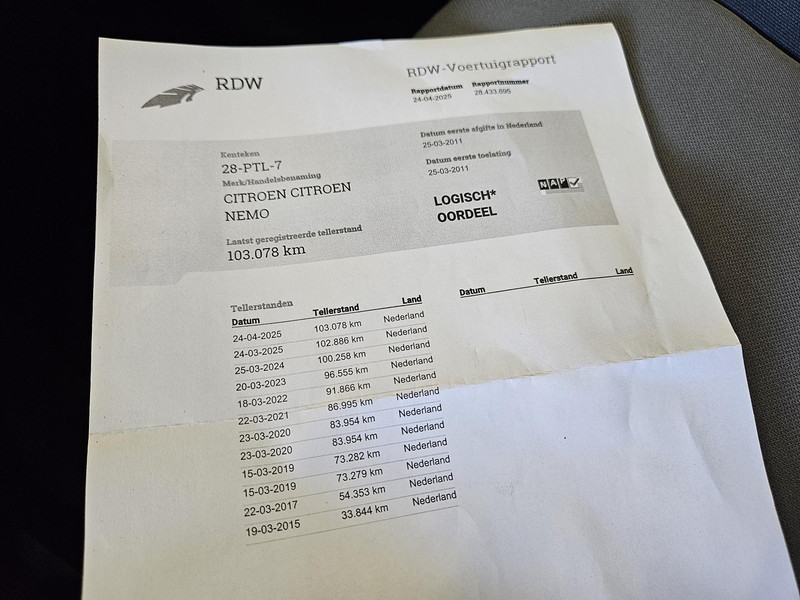 RDW
RDW-Voertuigrapport
Rapportdatum Rapportnummer
24-04-2025 28.433.695
Kenteken
28-PTL-7
Merk/Handelsbenaming
CITROEN CITROEN
NEMO
Laatst geregistreerde tellerstand
103.078 km
Datum eerste afgifte in Nederland
25-03-2011
Datum eerste toelating
25-03-2011
LOGISCH*
OORDEEL
NAP
Tellerstanden
Datum Tellerstand Land
24-04-2025 103.078 km Nederland
24-03-2025 102.886 km Nederland
25-03-2024 100.258 km Nederland
20-03-2023 96.555 km Nederland
18-03-2022 91.866 km Nederland
22-03-2021 86.995 km Nederland
23-03-2020 83.954 km Nederland
23-03-2020 83.954 km Nederland
15-03-2019 73.282 km Nederland
15-03-2019 73.279 km Nederland
22-03-2017 54.353 km Nederland
19-03-2015 33.844 km Nederland
Datum Tellerstand Land